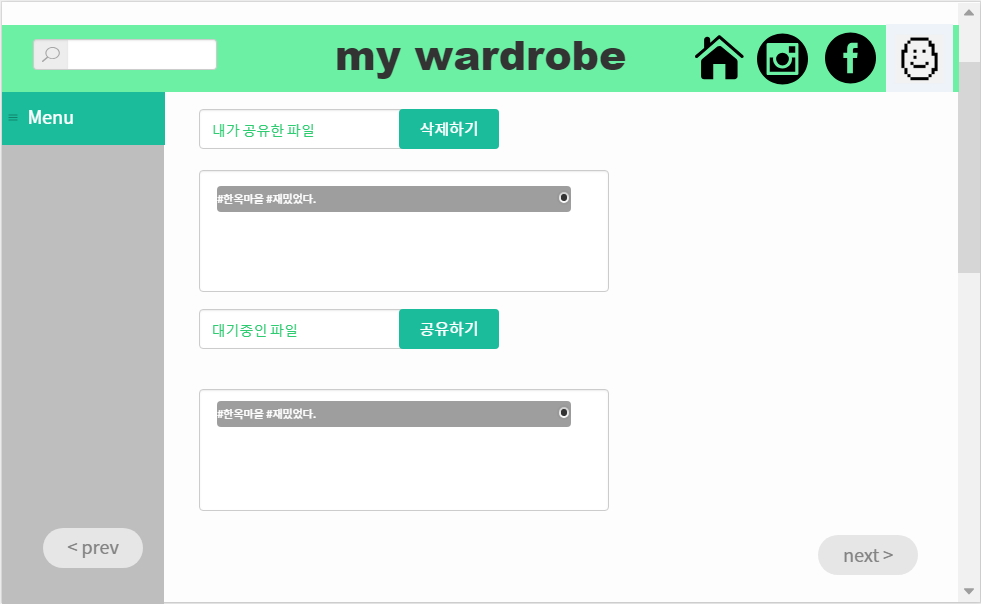 my wardrobe
Menu
내가 공유한 파일
삭제하기
#한옥마을 #재밌었다.
대기중인 파일
공유하기
#한옥마을 #재밌었다.
< prev
next >